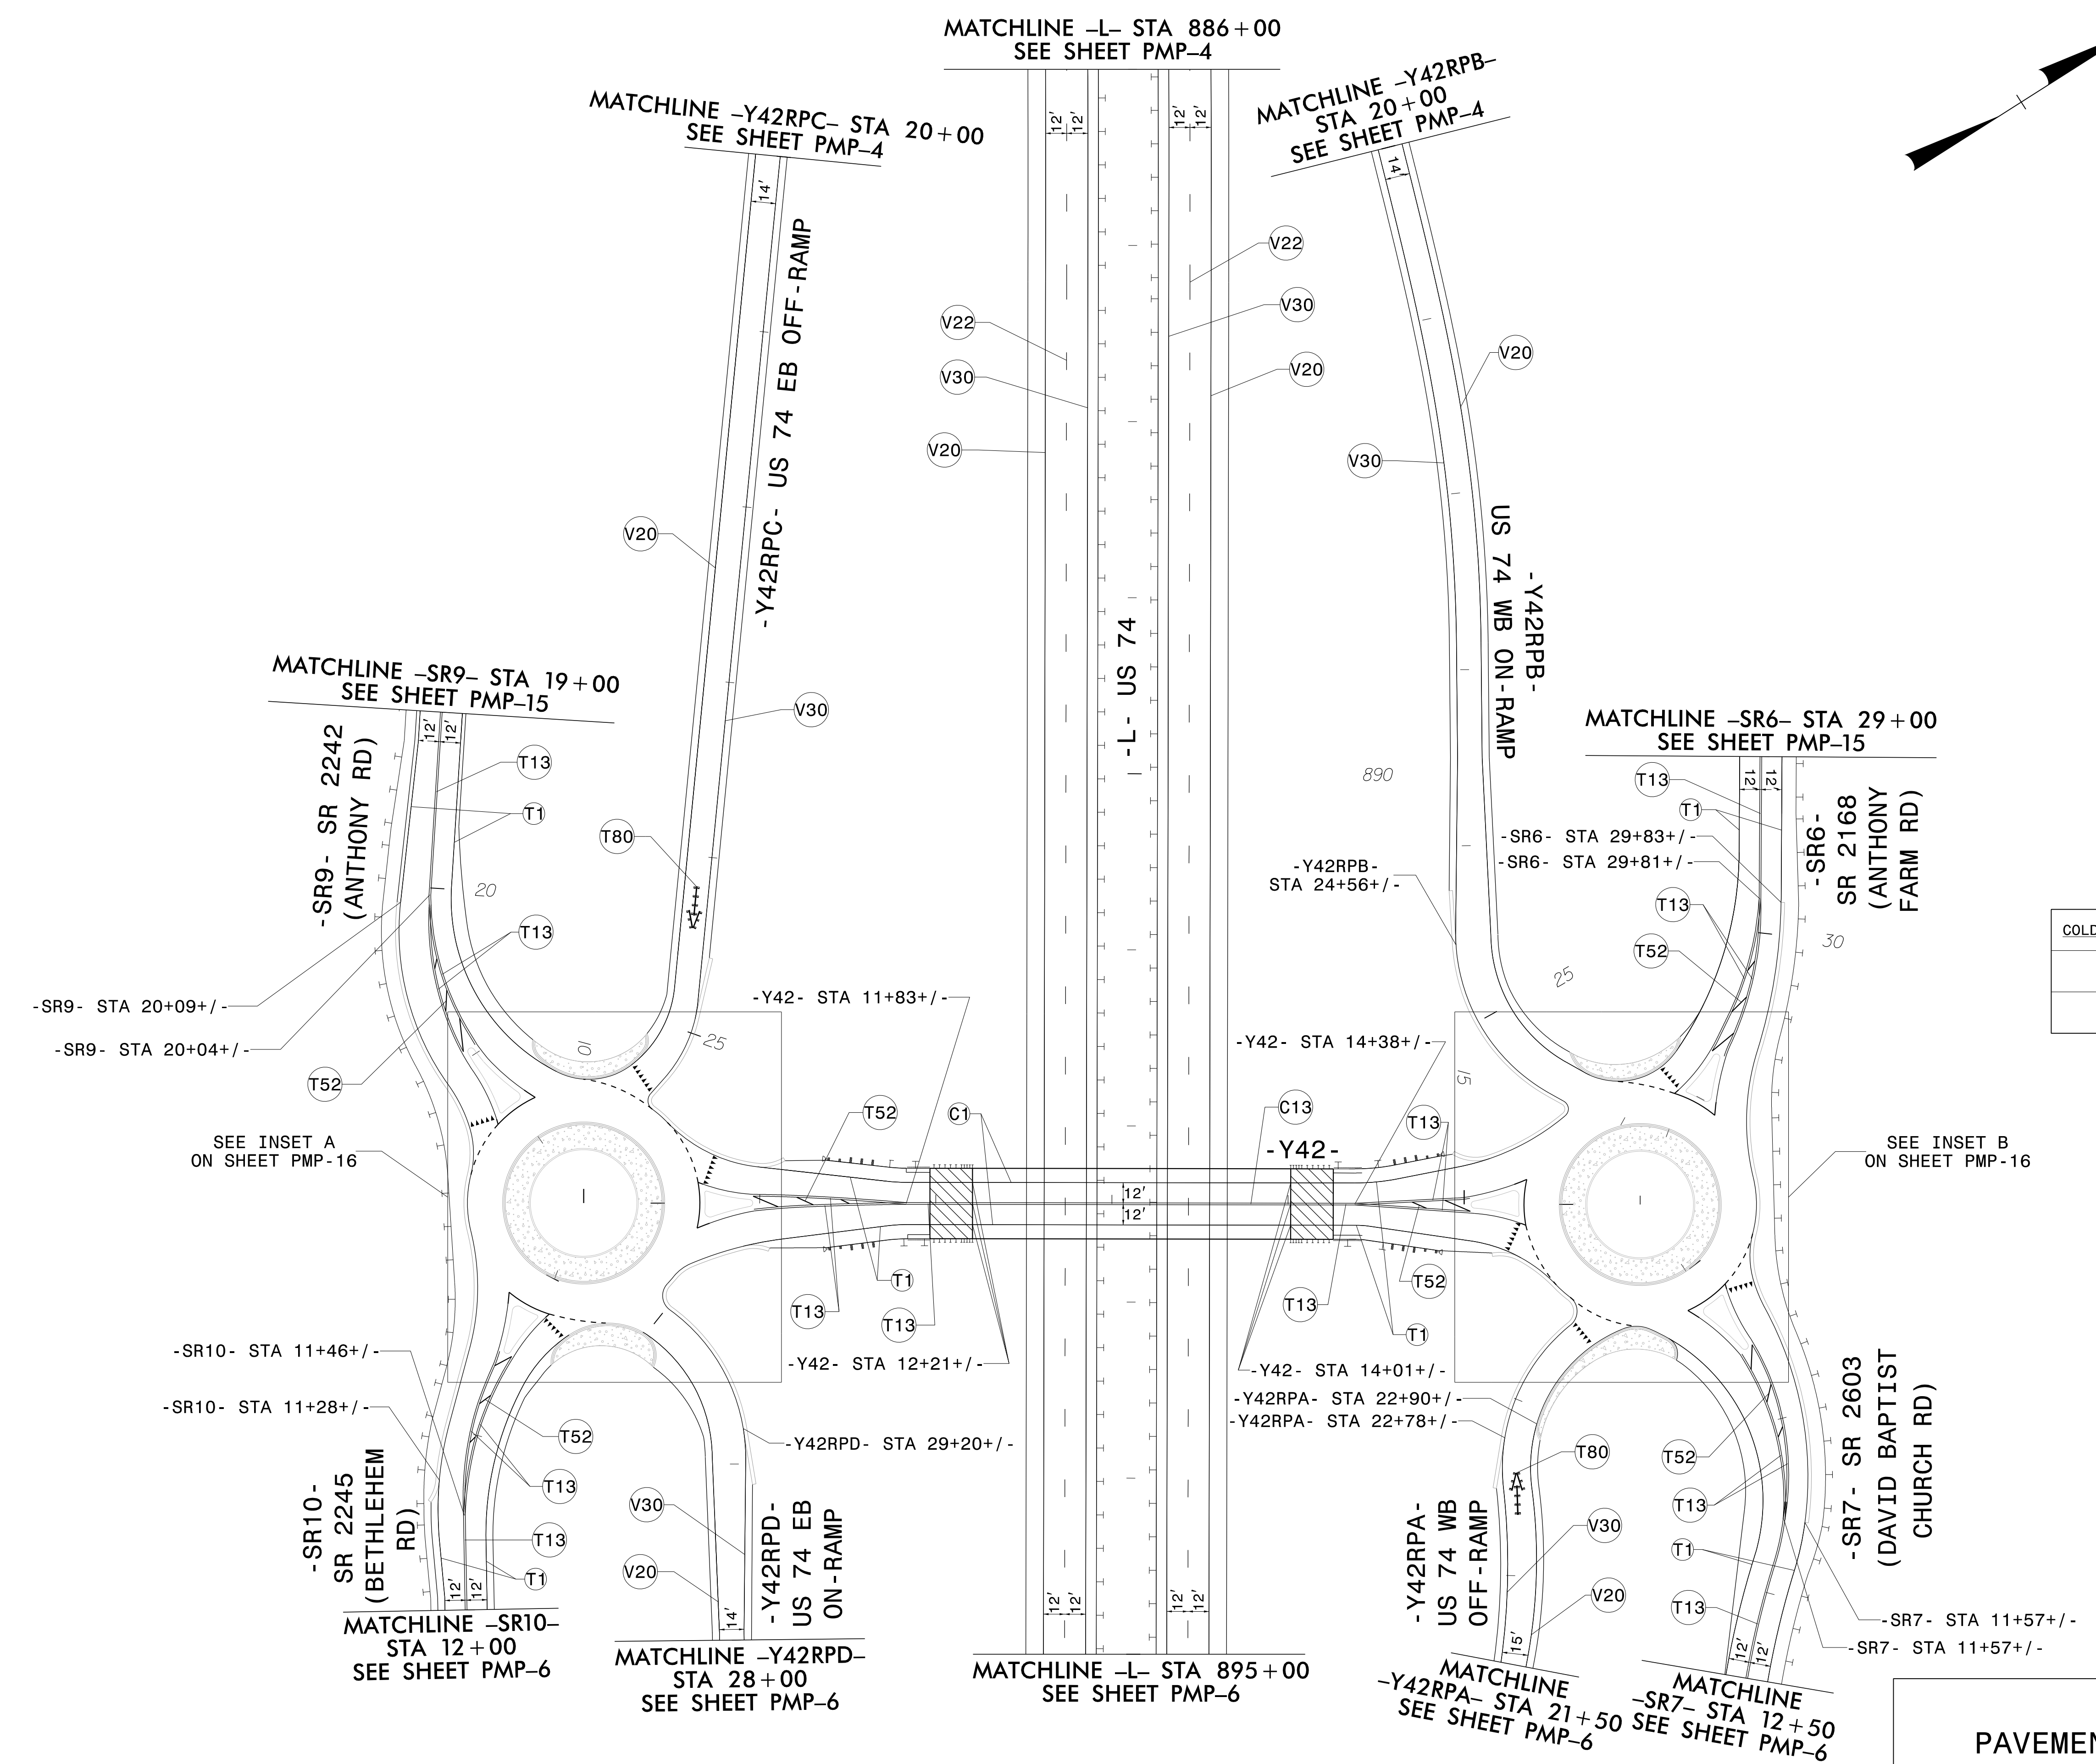 MATCHLINE –L– STA 886+00
SEE SHEET PMP–4
MATCHLINE –Y42RPC– STA 20+00
SEE SHEET PMP–4
MATCHLINE –Y42RPB–
STA 20+00
SEE SHEET PMP–4
12'
12'
12'
12'
14'
14'
V22
V30
V20
V22
V30
V20
V20
V30
V20
V30
-Y42RPC- US 74 EB OFF-RAMP
-L- US 74
-Y42RPB-
US 74 WB ON-RAMP
MATCHLINE –SR9– STA 19+00
SEE SHEET PMP–15
12'
12'
-SR9- SR 2242
(ANTHONY RD)
T13
T1
T80
20
T13
-SR9- STA 20+09+/-
-SR9- STA 20+04+/-
T52
SEE INSET A
ON SHEET PMP-16
10
25
890
-Y42RPB-
STA 24+56+/-
MATCHLINE –SR6– STA 29+00
SEE SHEET PMP–15
12'
12'
T13
T1
-SR6- STA 29+83+/-
-SR6- STA 29+81+/-
T13
T52
-SR6-
SR 2168
(ANTHONY
FARM RD)
30
25
15
COLD
-Y42- STA 11+83+/-
-Y42- STA 14+38+/-
T52
C1
C13
T13
-Y42-
12'
12'
SEE INSET B
ON SHEET PMP-16
T1
T13
T13
T13
T52
T1
-Y42- STA 12+21+/-
-Y42- STA 14+01+/-
-Y42RPA- STA 22+90+/-
-Y42RPA- STA 22+78+/-
-SR10- STA 11+46+/-
-SR10- STA 11+28+/-
T52
T13
T13
T1
-SR10-
SR 2245
(BETHLEHEM
RD)
12'
12'
MATCHLINE –SR10–
STA 12+00
SEE SHEET PMP–6
-Y42RPD- STA 29+20+/-
V30
V20
-Y42RPD-
US 74 EB
ON-RAMP
14'
MATCHLINE –Y42RPD–
STA 28+00
SEE SHEET PMP–6
12'
12'
12'
12'
MATCHLINE –L– STA 895+00
SEE SHEET PMP–6
T80
V30
V20
-Y42RPA-
US 74 WB
OFF-RAMP
15'
MATCHLINE
–Y42RPA– STA 21+50
SEE SHEET PMP–6
T52
T13
T1
T13
-SR7- SR 2603
(DAVID BAPTIST
CHURCH RD)
-SR7- STA 11+57+/-
-SR7- STA 11+57+/-
12'
12'
MATCHLINE
–SR7– STA 12+50
SEE SHEET PMP–6
PAVEMEN